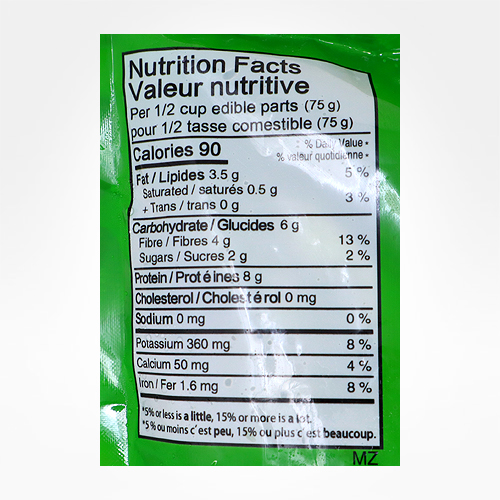 Nutrition Facts
Valeur nutritive
Per 1/2 cup edible parts (75 g)
pour 1/2 tasse comestible (75 g)
Calories 90
% Daily Value *
% valeur quotidienne *
Fat / Lipides 3.5 g 5 %
Saturated / saturés 0.5 g
+ Trans / trans 0 g 3 %
Carbohydrate / Glucides 6 g
Fibre / Fibres 4 g 13 %
Sugars / Sucres 2 g 2 %
Protein / Protéines 8 g
Cholesterol / Cholestérol 0 mg
Sodium 0 mg 0 %
Potassium 360 mg 8 %
Calcium 50 mg 4 %
Iron / Fer 1.6 mg 8 %
*5% or less is a little, 15% or more is a lot.
*5 % ou moins c'est peu, 15% ou plus c'est beaucoup.
MZ